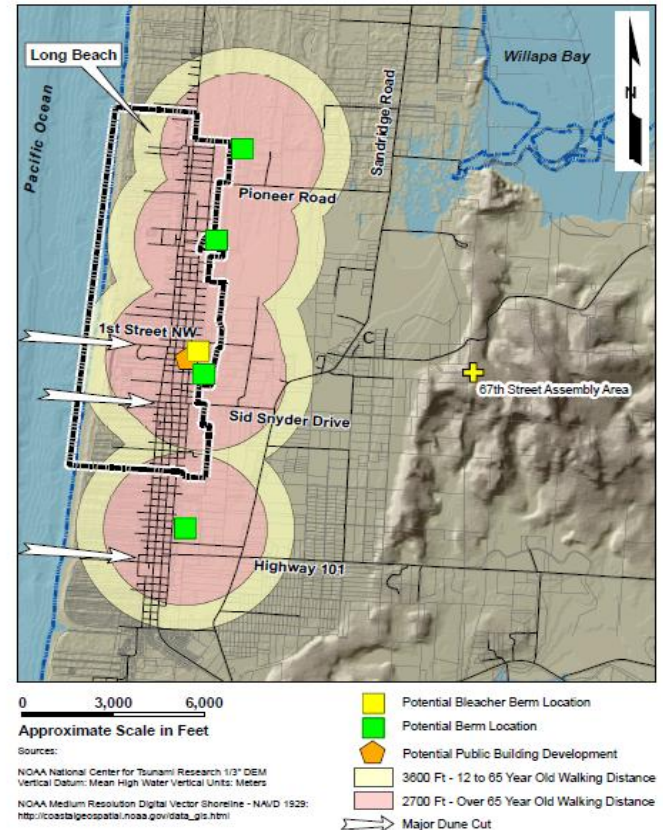 Long Beach
Willapa Bay
N
Pacific Ocean
Sandridge Road
Pioneer Road
1st Street NW
67th Street Assembly Area
Sid Snyder Drive
Highway 101
0 3,000 6,000
Approximate Scale in Feet
Sources:
NOAA National Center for Tsunami Research 1/3" DEM
Vertical Datum: Mean High Water Vertical Units: Meters
NOAA Medium Resolution Digital Vector Shoreline - NAVD 1929:
http://coastalgeospatial.noaa.gov/data_gis.html
Potential Bleacher Berm Location
Potential Berm Location
Potential Public Building Development
3600 Ft - 12 to 65 Year Old Walking Distance
2700 Ft - Over 65 Year Old Walking Distance
Major Dune Cut